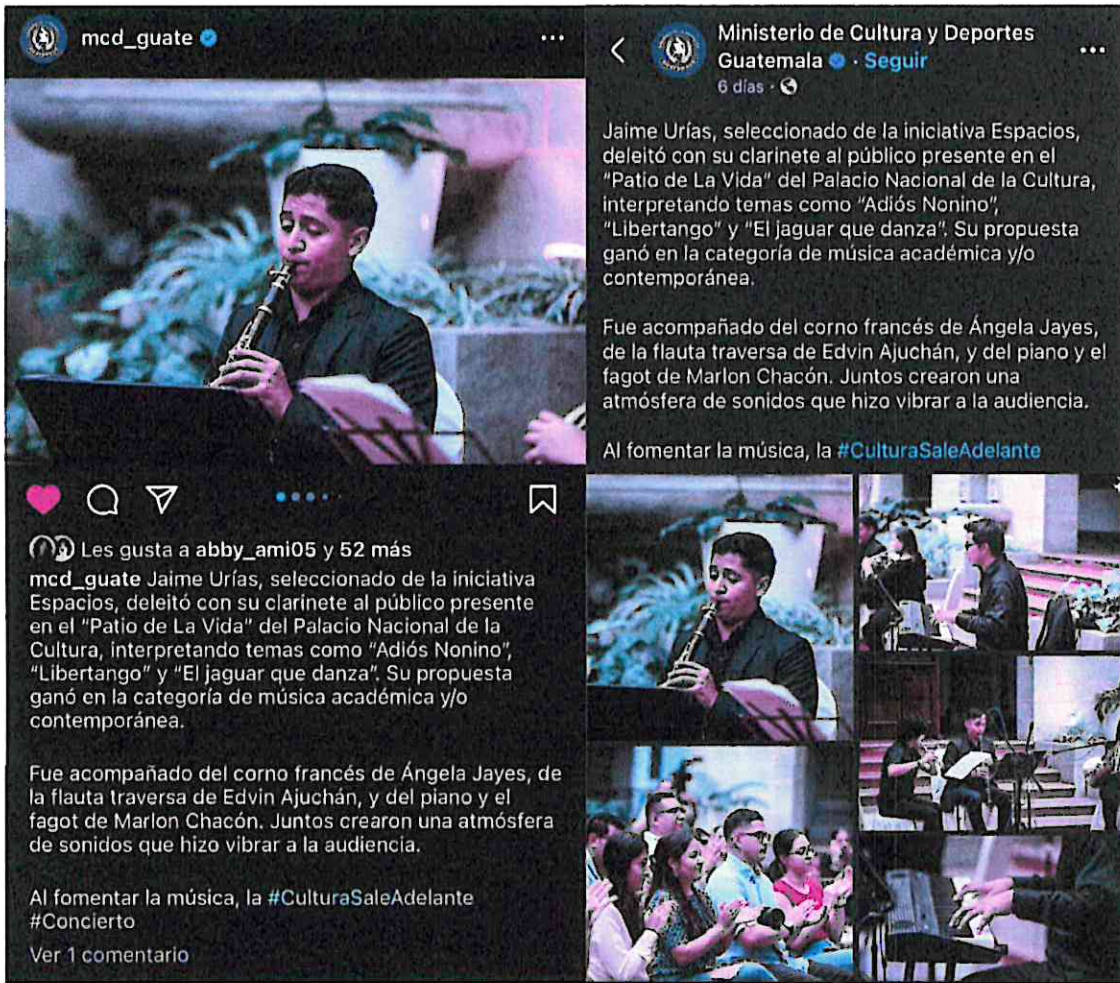 mcd_guate
Les gusta a abby_ami05 y 52 más
mcd_guate Jaime Urías, seleccionado de la iniciativa
Espacios, deleitó con su clarinete al público presente
en el "Patio de La Vida" del Palacio Nacional de la
Cultura, interpretando temas como "Adiós Nonino",
"Libertango" y "El jaguar que danza". Su propuesta
ganó en la categoría de música académica y/o
contemporánea.
Fue acompañado del corno francés de Ángela Jayes, de
la flauta traversa de Edvin Ajuchán, y del piano y el
fagot de Marlon Chacón. Juntos crearon una atmósfera
de sonidos que hizo vibrar a la audiencia.
Al fomentar la música, la #CulturaSaleAdelante
#Concierto
Ver 1 comentario
Ministerio de Cultura y Deportes
Guatemala · Seguir
6 días ·
Jaime Urías, seleccionado de la iniciativa Espacios,
deleitó con su clarinete al público presente en el
"Patio de La Vida" del Palacio Nacional de la Cultura,
interpretando temas como "Adiós Nonino",
"Libertango" y "El jaguar que danza". Su propuesta
ganó en la categoría de música académica y/o
contemporánea.
Fue acompañado del corno francés de Ángela Jayes,
de la flauta traversa de Edvin Ajuchán, y del piano y el
fagot de Marlon Chacón. Juntos crearon una
atmósfera de sonidos que hizo vibrar a la audiencia.
Al fomentar la música, la #CulturaSaleAdelante